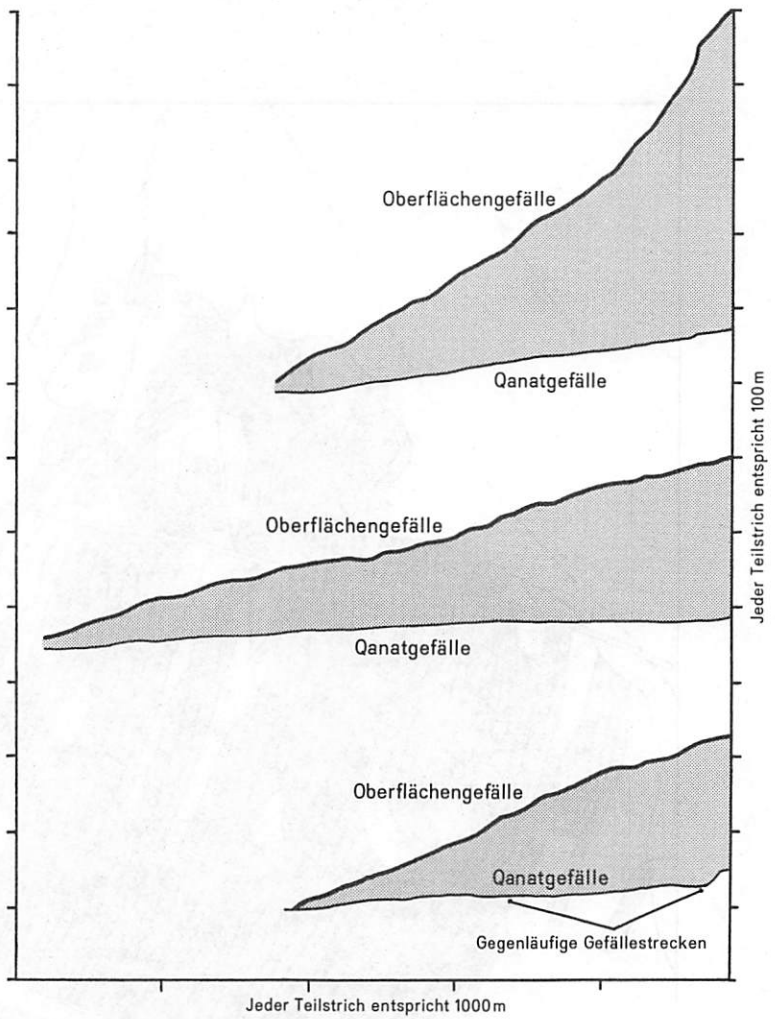 Oberflächengefälle
Qanatgefälle
Oberflächengefälle
Qanatgefälle
Oberflächengefälle
Qanatgefälle
Gegenläufige Gefällestrecken
Jeder Teilstrich entspricht 1000m
Jeder Teilstrich entspricht 100m